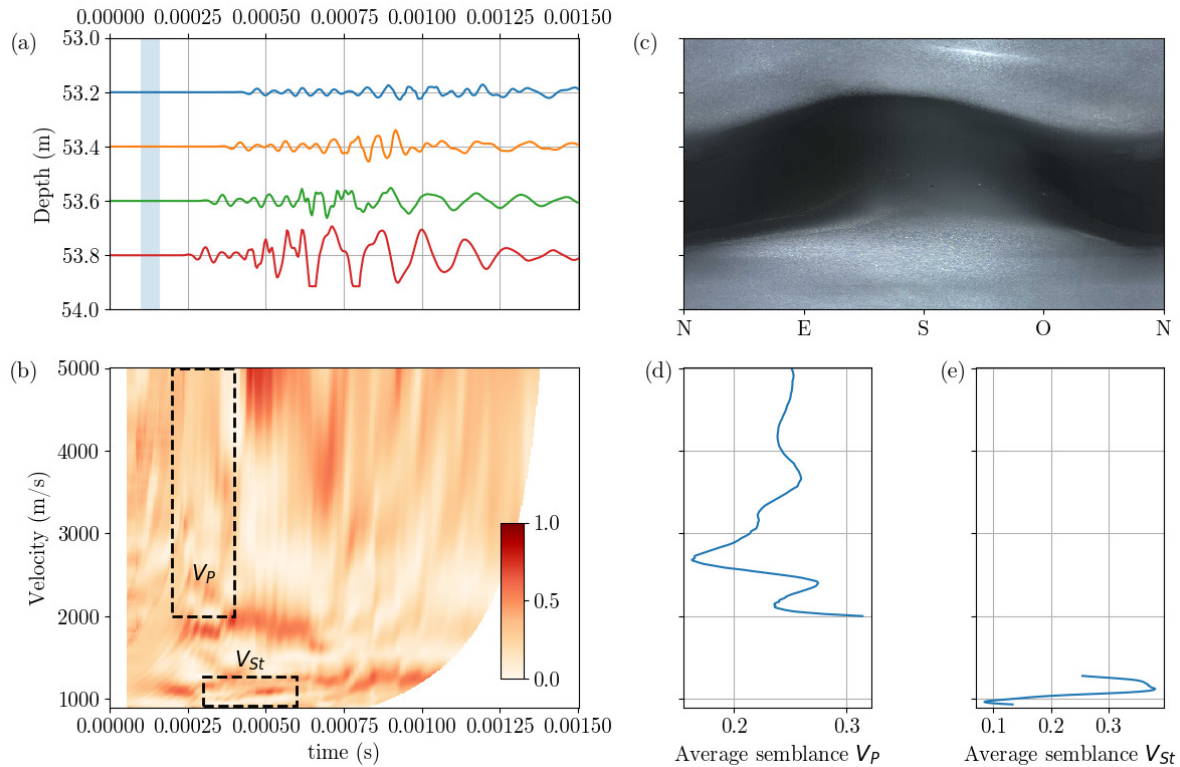 0.00000 0.00025 0.00050 0.00075 0.00100 0.00125 0.00150
(a)
53.0
53.2
53.4
53.6
53.8
54.0
Depth (m)
(c)
N E S O N
(b)
5000
4000
3000
2000
1000
Velocity (m/s)
V_P
V_St
1.0
0.5
0.0
0.00000 0.00025 0.00050 0.00075 0.00100 0.00125 0.00150
time (s)
(d)
0.2 0.3
Average semblance V_P
(e)
0.1 0.2 0.3
Average semblance V_St